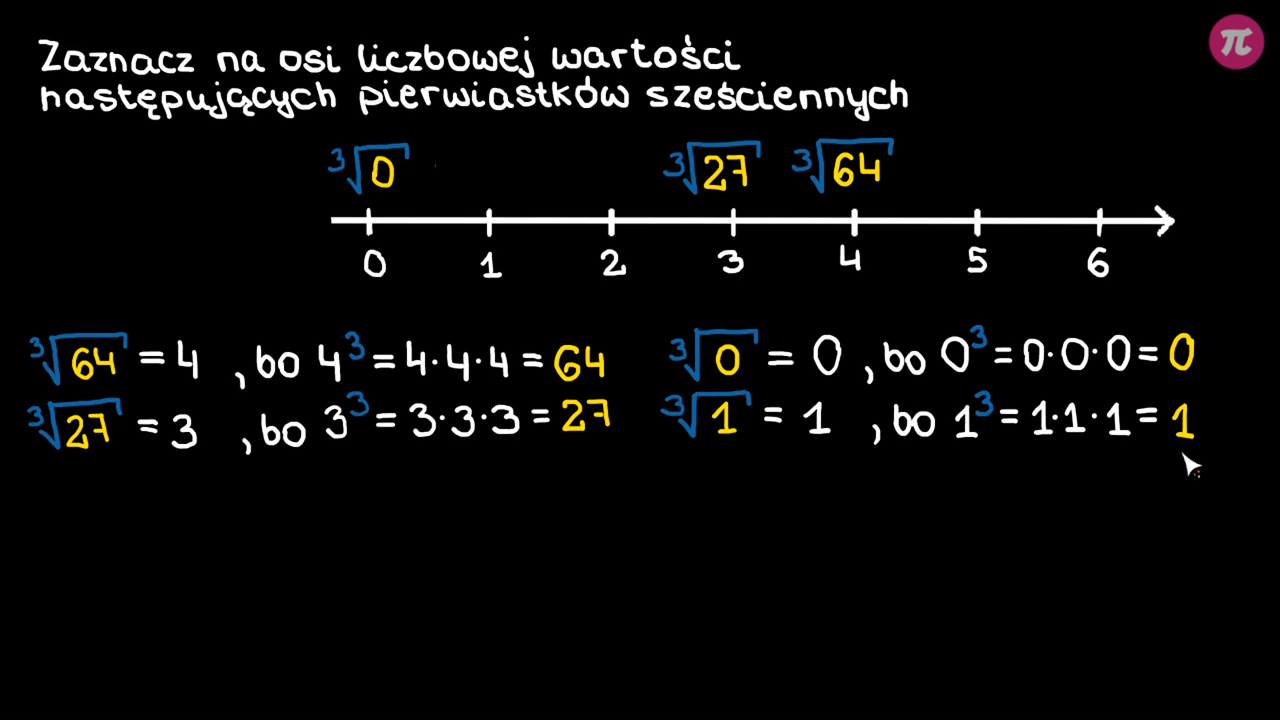 Zaznacz na osi liczbowej wartości
następujących pierwiastków sześciennych
∛0 ∛27 ∛64
0 1 2 3 4 5 6
∛64 = 4 , bo 4³ = 4·4·4 = 64
∛0 = 0 , bo 0³ = 0·0·0 = 0
∛27 = 3 , bo 3³ = 3·3·3 = 27
∛1 = 1 , bo 1³ = 1·1·1 = 1
π